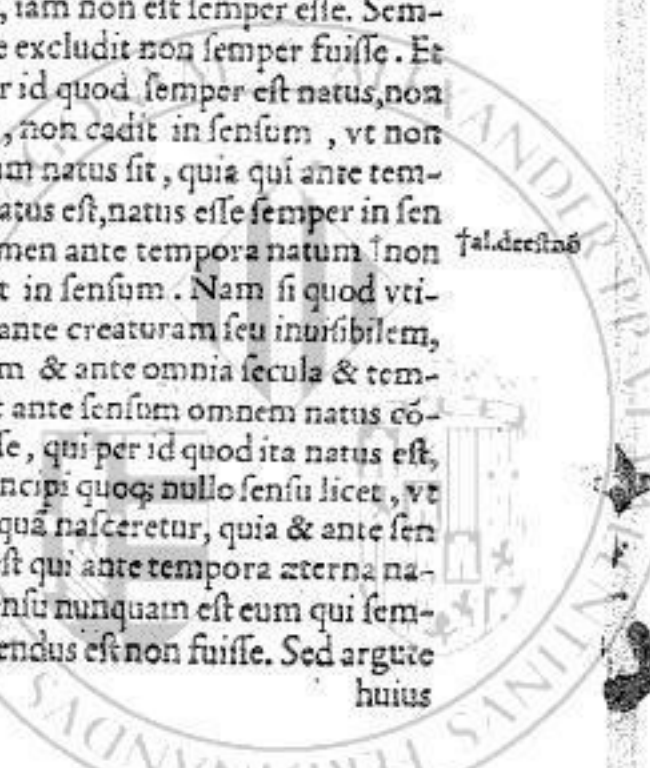 , iam non est semper esse. Sem-
e excludit non semper fuisse. Et
r id quod semper est natus, non
, non cadit in sensum, vt non
um natus sit, quia qui ante tem-
atus est, natus esse semper in sen
men ante tempora natum †non
†al. deest nō
t in sensum. Nam si quod vti-
ante creaturam seu inuisibilem,
m & ante omnia secula & tem-
t ante sensum omnem natus cō-
se, qui per id quod ita natus est,
ncipi quoq; nullo sensu licet, vt
quā nasceretur, quia & ante sen
st qui ante tempora æterna na-
nsu nunquam est eum qui sem-
endus est non fuisse. Sed argute
huius